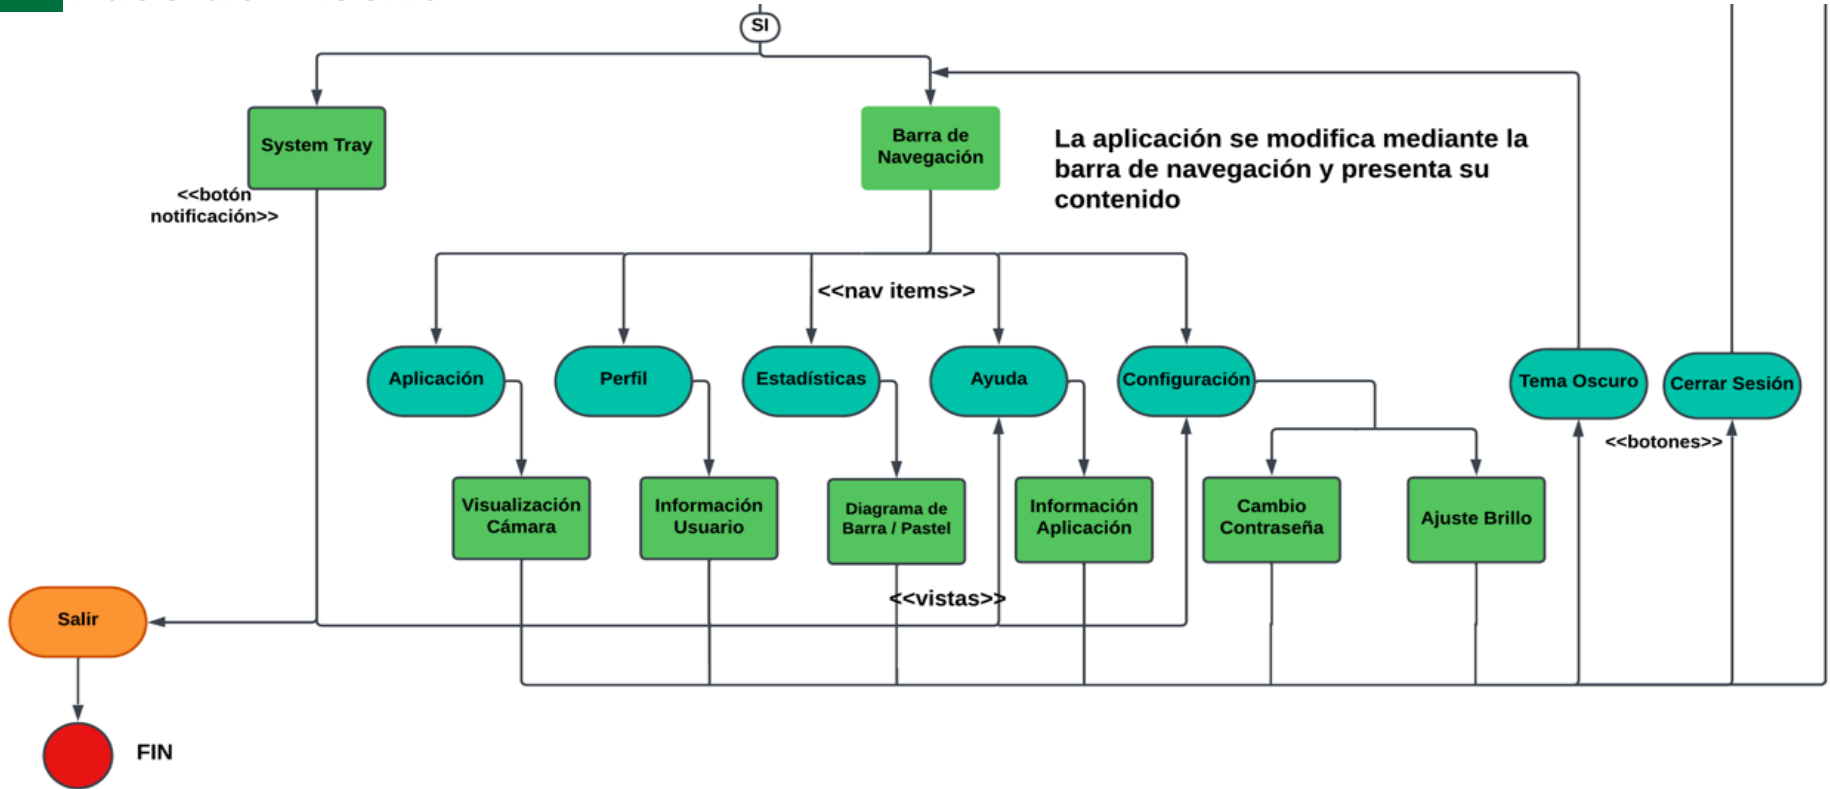 SI
System Tray
Barra de
Navegación
La aplicación se modifica mediante la
barra de navegación y presenta su
contenido
<<botón
notificación>>
<<nav items>>
Aplicación
Perfil
Estadísticas
Ayuda
Configuración
Tema Oscuro
Cerrar Sesión
<<botones>>
Visualización
Cámara
Información
Usuario
Diagrama de
Barra / Pastel
Información
Aplicación
Cambio
Contraseña
Ajuste Brillo
<<vistas>>
Salir
FIN